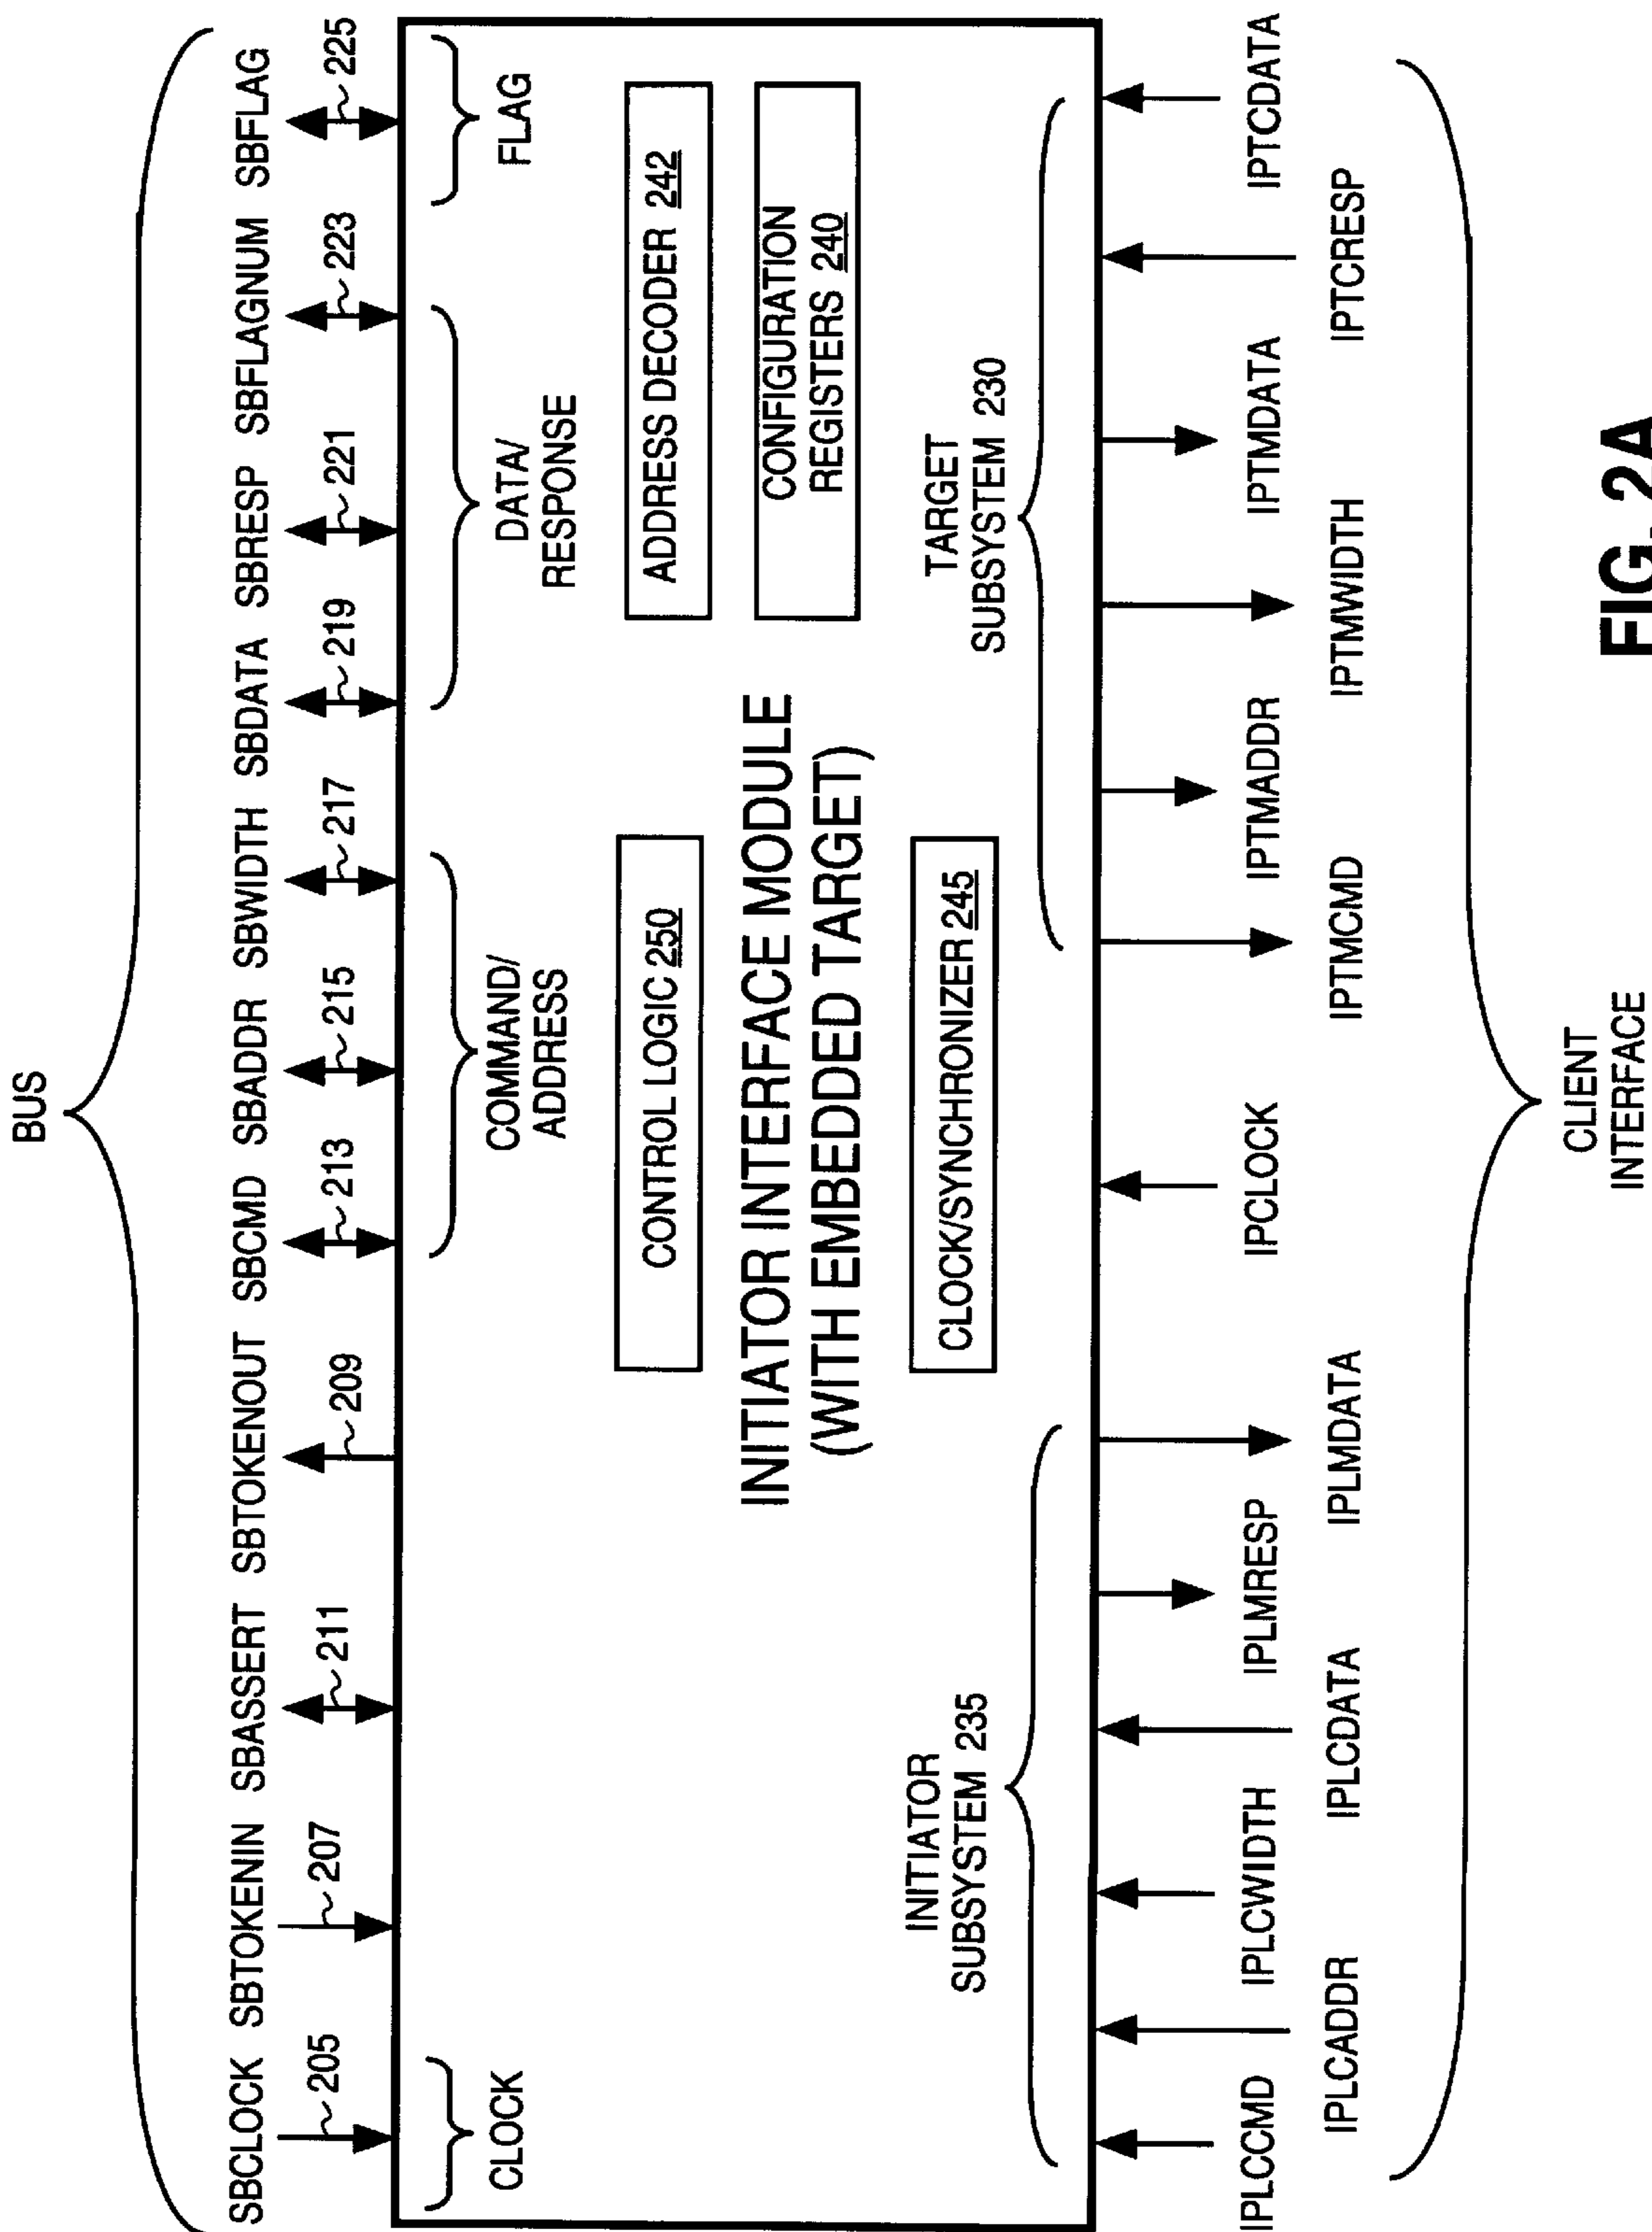 BUS
SBCLOCK SBTOKENIN SBASSERT SBTOKENOUT SBCMD SBADDR SBWIDTH SBDATA SBRESP SBFLAGNUM SBFLAG
205 207 211 209 213 215 217 219 221 223 225
CLOCK
COMMAND/
ADDRESS
DATA/
RESPONSE
FLAG
CONTROL LOGIC 250
ADDRESS DECODER 242
INITIATOR INTERFACE MODULE
(WITH EMBEDDED TARGET)
CONFIGURATION
REGISTERS 240
CLOCK/SYNCHRONIZER 245
INITIATOR
SUBSYSTEM 235
TARGET
SUBSYSTEM 230
IPLCCMD
IPLCADDR
IPLCWIDTH
IPLCDATA
IPLMRESP
IPLMDATA
IPCLOCK
IPTMCMD
IPTMADDR
IPTMWIDTH
IPTMDATA
IPTCRESP
IPTCDATA
CLIENT
INTERFACE
FIG. 2A